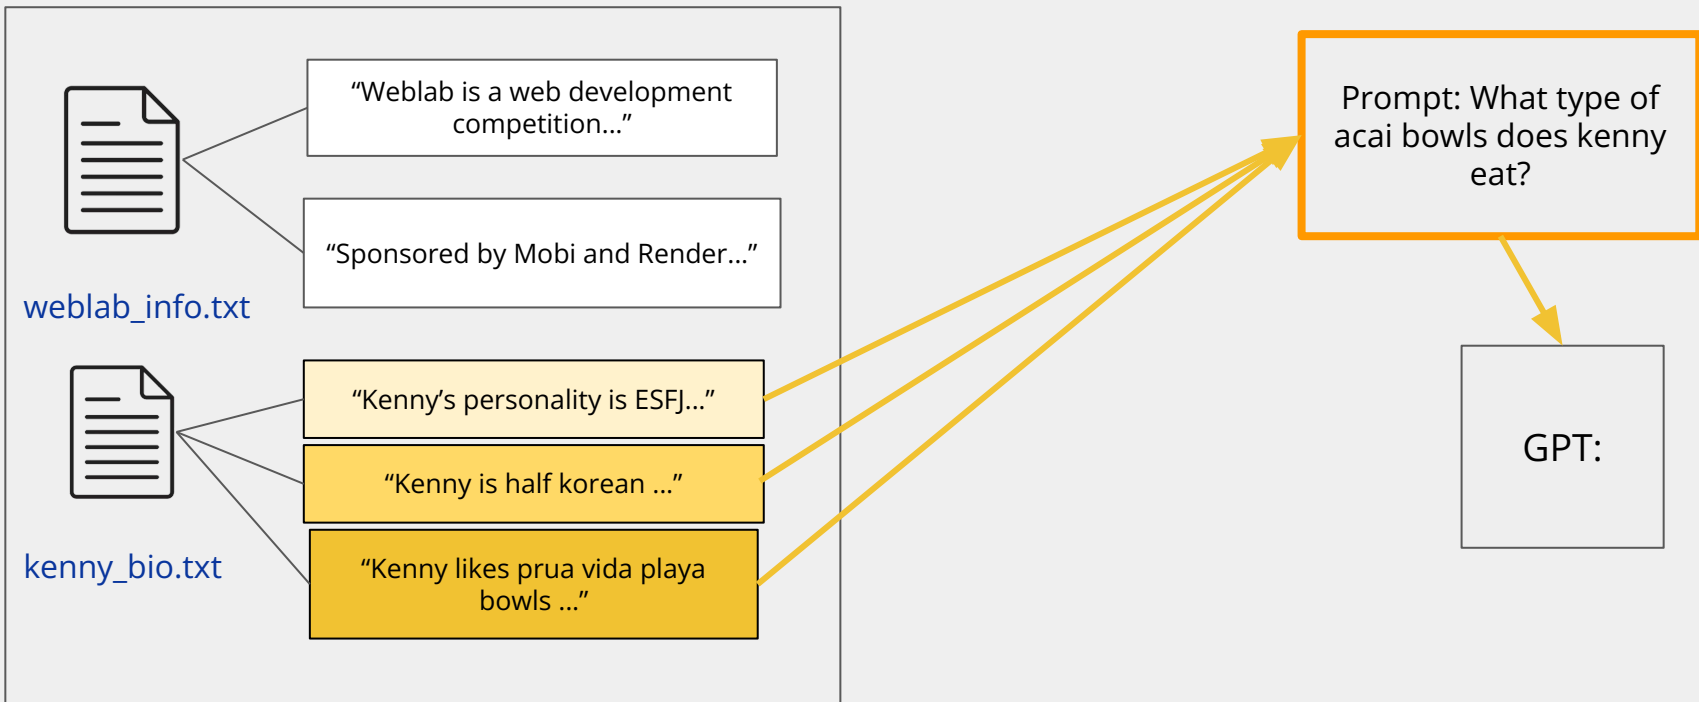 “Weblab is a web development
competition...”
“Sponsored by Mobi and Render...”
weblab_info.txt
“Kenny’s personality is ESFJ...”
“Kenny is half korean ...”
“Kenny likes prua vida playa
bowls ...”
kenny_bio.txt
Prompt: What type of
acai bowls does kenny
eat?
GPT: